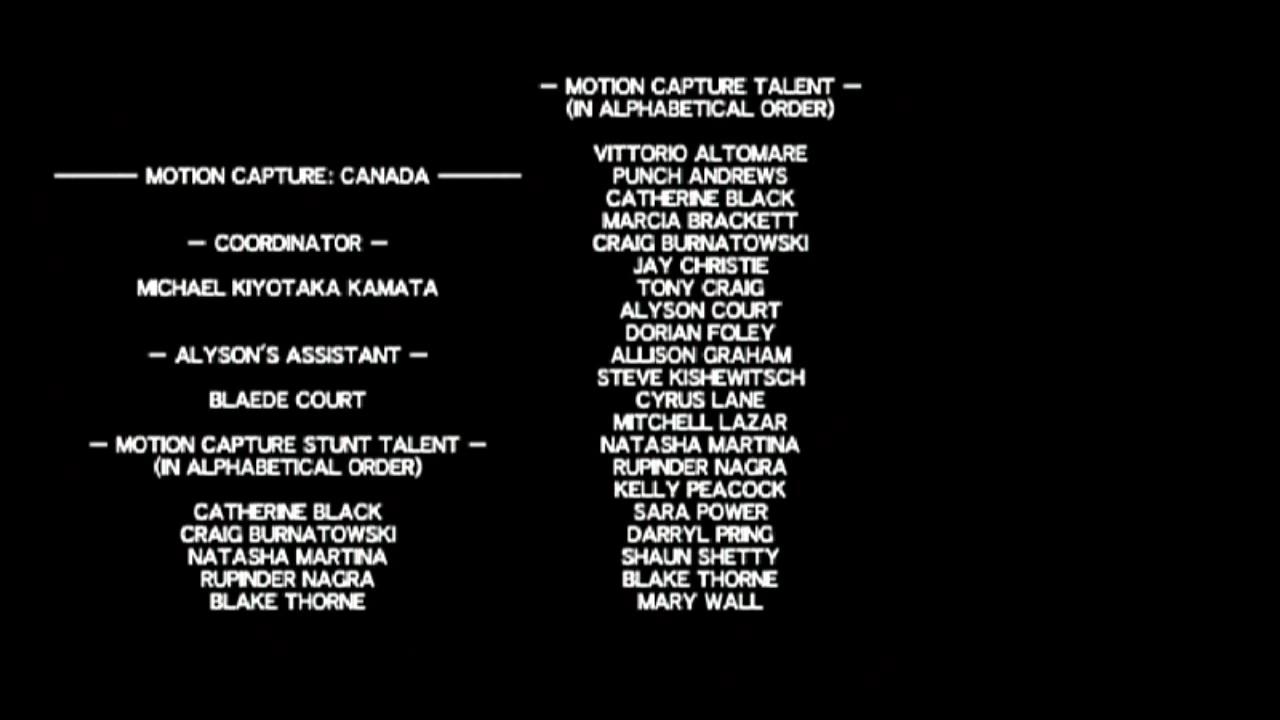 — MOTION CAPTURE: CANADA —
— COORDINATOR —
MICHAEL KIYOTAKA KAMATA
— ALYSON'S ASSISTANT —
BLAEDE COURT
— MOTION CAPTURE STUNT TALENT —
(IN ALPHABETICAL ORDER)
CATHERINE BLACK
CRAIG BURNATOWSKI
NATASHA MARTINA
RUPINDER NAGRA
BLAKE THORNE
— MOTION CAPTURE TALENT —
(IN ALPHABETICAL ORDER)
VITTORIO ALTOMARE
PUNCH ANDREWS
CATHERINE BLACK
MARCIA BRACKETT
CRAIG BURNATOWSKI
JAY CHRISTIE
TONY CRAIG
ALYSON COURT
DORIAN FOLEY
ALLISON GRAHAM
STEVE KISHEWITSCH
CYRUS LANE
MITCHELL LAZAR
NATASHA MARTINA
RUPINDER NAGRA
KELLY PEACOCK
SARA POWER
DARRYL PRING
SHAUN SHETTY
BLAKE THORNE
MARY WALL